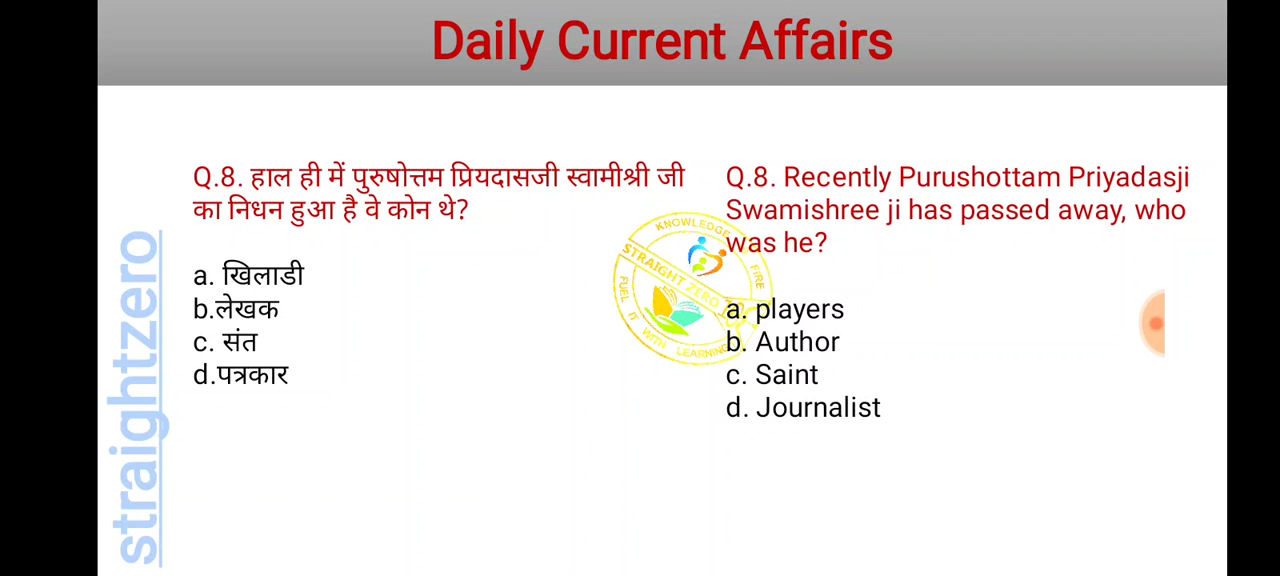 Daily Current Affairs
Q.8. हाल ही में पुरुषोत्तम प्रियदासजी स्वामीश्री जी
का निधन हुआ है वे कोन थे?
a. खिलाडी
b.लेखक
c. संत
d.पत्रकार
Q.8. Recently Purushottam Priyadasji
Swamishree ji has passed away, who
was he?
a. players
b. Author
c. Saint
d. Journalist
KNOWLEDGE
FIRE
STRAIGHT ZERO
FUEL IT WITH LEARNING
straightzero